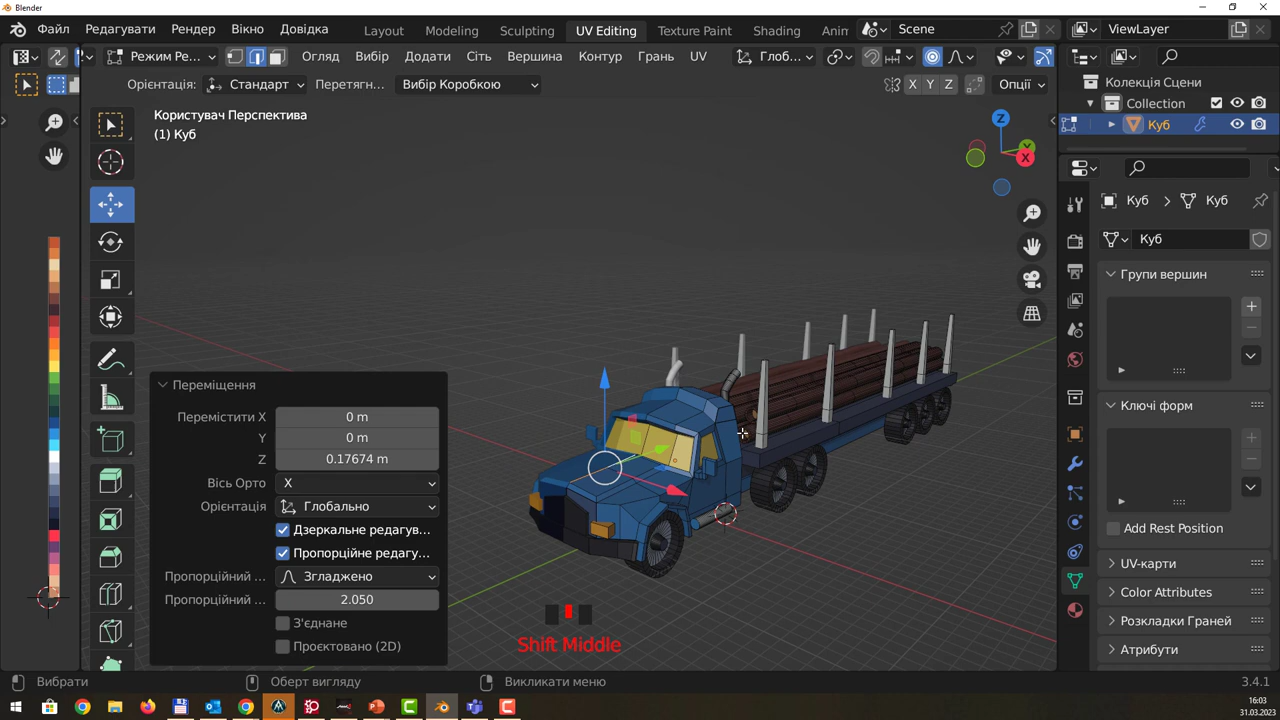 Blender
Файл
Редагувати
Рендер
Вікно
Довідка
Layout
Modeling
Sculpting
UV Editing
Texture Paint
Shading
Anim
Scene
ViewLayer
Режим Ре...
Огляд
Вибір
Додати
Сіть
Вершина
Контур
Грань
UV
Глоб...
Орієнтація:
Стандарт
Перетягн...
Вибір Коробкою
X
Y
Z
Опції
Колекція Сцени
Collection
Куб
Користувач Перспектива
(1) Куб
Z
Y
X
Куб
Куб
Куб
Групи вершин
Ключі форм
Add Rest Position
UV-карти
Color Attributes
Розкладки Граней
Атрибути
Переміщення
Перемістити X
0 m
Y
0 m
Z
0.17674 m
Вісь Орто
X
Орієнтація
Глобально
Дзеркальне редагув...
Пропорційне редагу...
Пропорційний ...
Згладжено
Пропорційний ...
2.050
З'єднане
Проєктовано (2D)
Shift Middle
Вибрати
Оберт вигляду
Викликати меню
3.4.1
16:03
31.03.2023